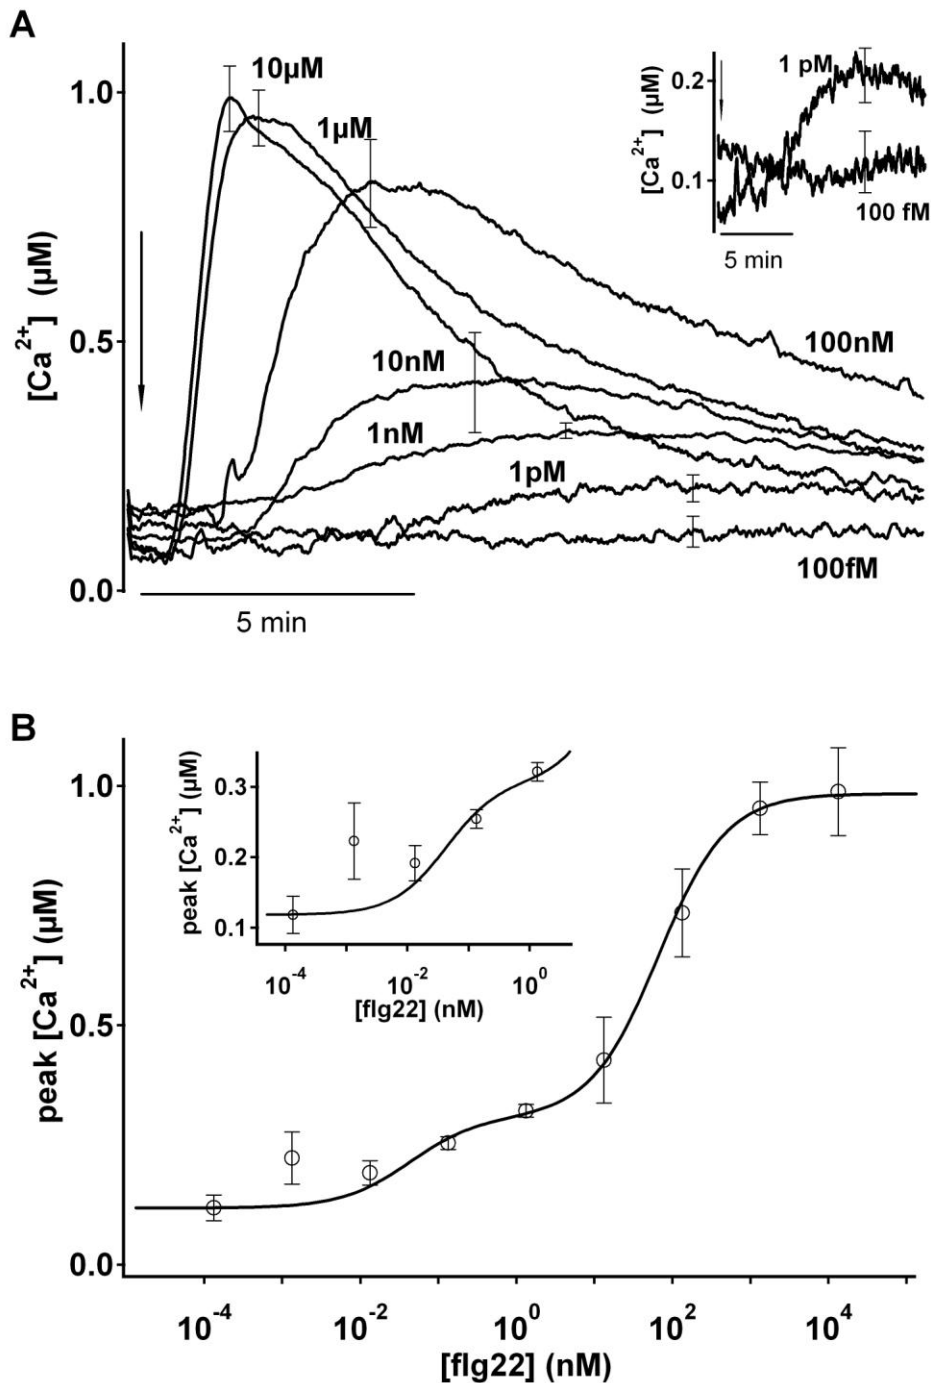 A
1.0
0.5
0.0
[Ca2+] (µM)
10µM
1µM
100nM
10nM
1nM
1pM
100fM
5 min
0.2
0.1
[Ca2+] (µM)
1 pM
100 fM
5 min
B
1.0
0.5
0.0
peak [Ca2+] (µM)
10-4
10-2
100
102
104
[flg22] (nM)
0.3
0.2
0.1
peak [Ca2+] (µM)
10-4
10-2
100
[flg22] (nM)